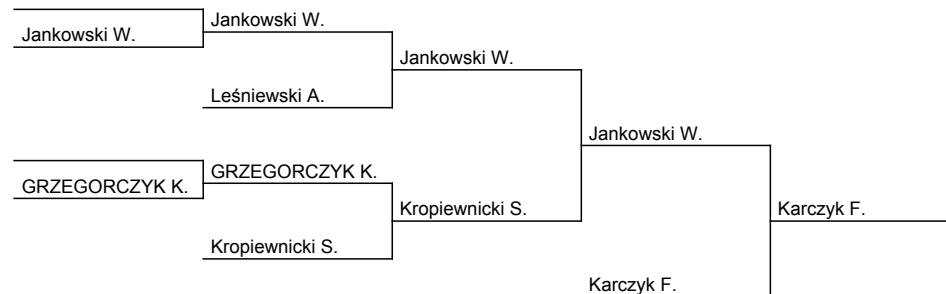 Jankowski W.
Jankowski W.
Jankowski W.
Leśniewski A.
Jankowski W.
GRZEGORCZYK K.
GRZEGORCZYK K.
Kropiewnicki S.
Karczyk F.
Kropiewnicki S.
Karczyk F.